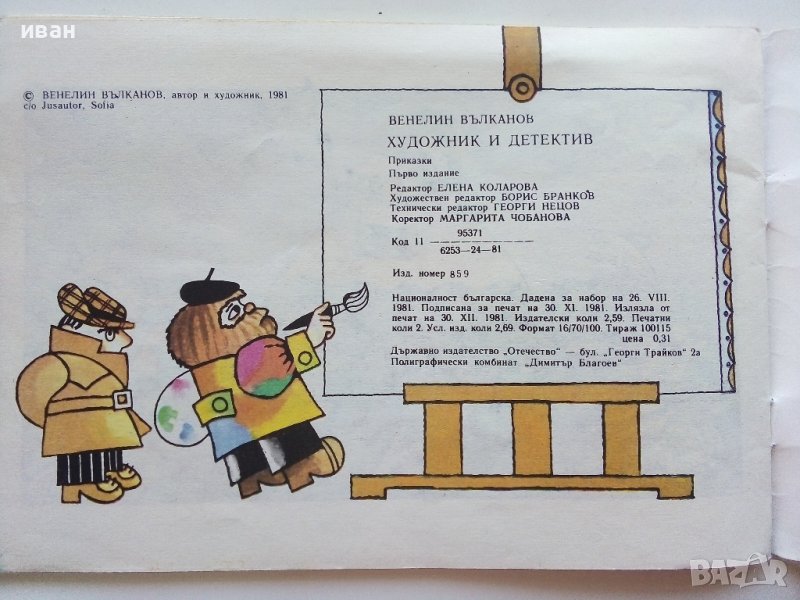 иван
© ВЕНЕЛИН ВЪЛКАНОВ, автор и художник, 1981
c/o Jusautor, Sofia
ВЕНЕЛИН ВЪЛКАНОВ
ХУДОЖНИК И ДЕТЕКТИВ
Приказки
Първо издание
Редактор ЕЛЕНА КОЛАРОВА
Художествен редактор БОРИС БРАНКОВ
Технически редактор ГЕОРГИ НЕЦОВ
Коректор МАРГАРИТА ЧОБАНОВА
95371
Код 11
6253—24—81
Изд. номер 859
Националност българска. Дадена за набор на 26. VIII.
1981. Подписана за печат на 30. XI. 1981. Излязла от
печат на 30. XII. 1981. Издателски коли 2,59. Печатни
коли 2. Усл. изд. коли 2,69. Формат 16/70/100. Тираж 100115
цена 0,31
Държавно издателство „Отечество" — бул. „Георги Трайков" 2а
Полиграфически комбинат „Димитър Благоев"
BAZAR